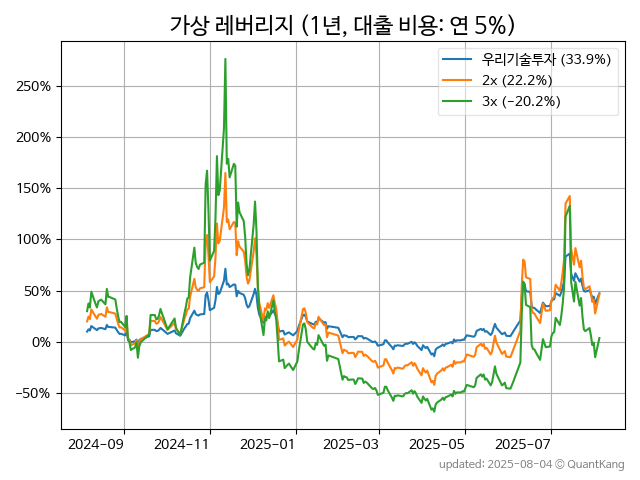 가상 레버리지 (1년, 대출 비용: 연 5%)
우리기술투자 (33.9%)
2x (22.2%)
3x (−20.2%)
250%
200%
150%
100%
50%
0%
−50%
2024-09
2024-11
2025-01
2025-03
2025-05
2025-07
updated: 2025-08-04 © QuantKang